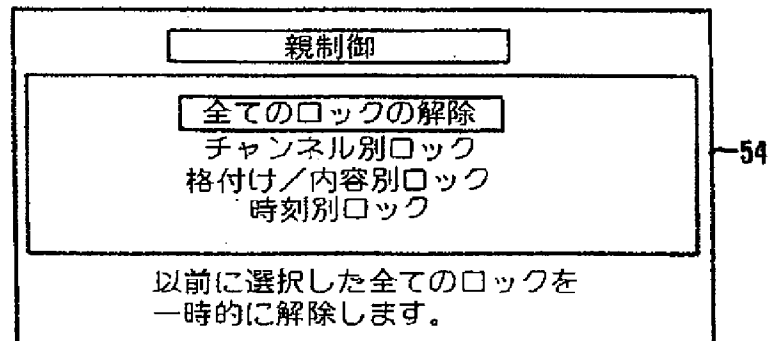 親制御
全てのロックの解除
チャンネル別ロック
格付け／内容別ロック
時刻別ロック
54
以前に選択した全てのロックを
一時的に解除します。